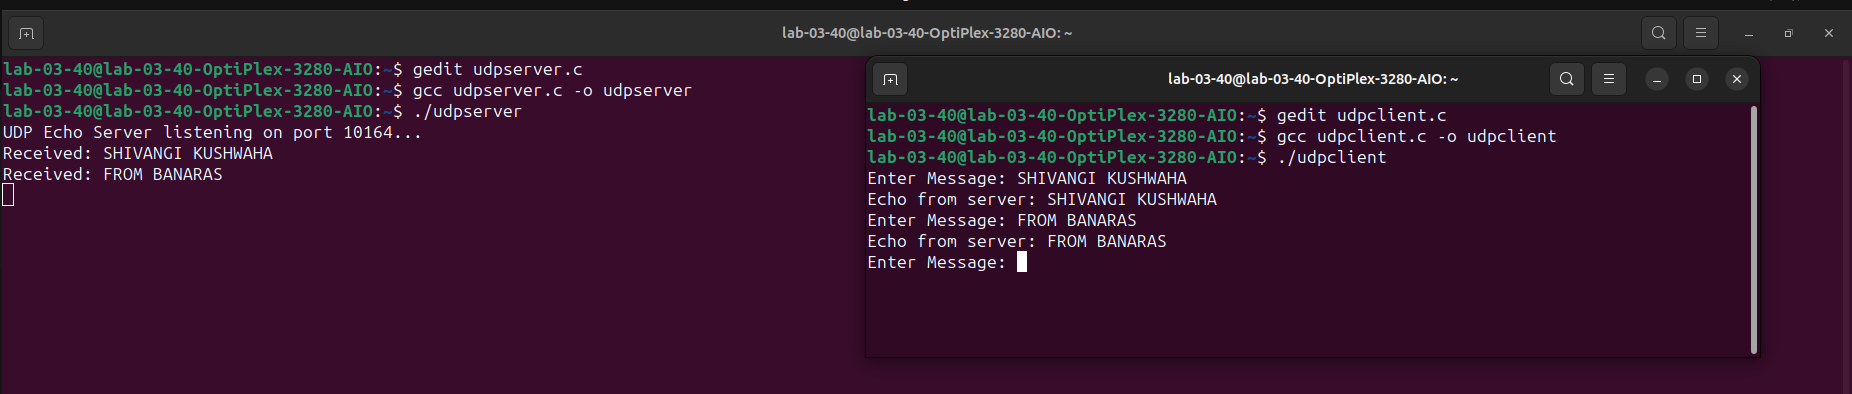 lab-03-40@lab-03-40-OptiPlex-3280-AIO: ~
lab-03-40@lab-03-40-OptiPlex-3280-AIO:~$ gedit udpserver.c
lab-03-40@lab-03-40-OptiPlex-3280-AIO:~$ gcc udpserver.c -o udpserver
lab-03-40@lab-03-40-OptiPlex-3280-AIO:~$ ./udpserver
UDP Echo Server listening on port 10164...
Received: SHIVANGI KUSHWAHA
Received: FROM BANARAS
lab-03-40@lab-03-40-OptiPlex-3280-AIO: ~
lab-03-40@lab-03-40-OptiPlex-3280-AIO:~$ gedit udpclient.c
lab-03-40@lab-03-40-OptiPlex-3280-AIO:~$ gcc udpclient.c -o udpclient
lab-03-40@lab-03-40-OptiPlex-3280-AIO:~$ ./udpclient
Enter Message: SHIVANGI KUSHWAHA
Echo from server: SHIVANGI KUSHWAHA
Enter Message: FROM BANARAS
Echo from server: FROM BANARAS
Enter Message: